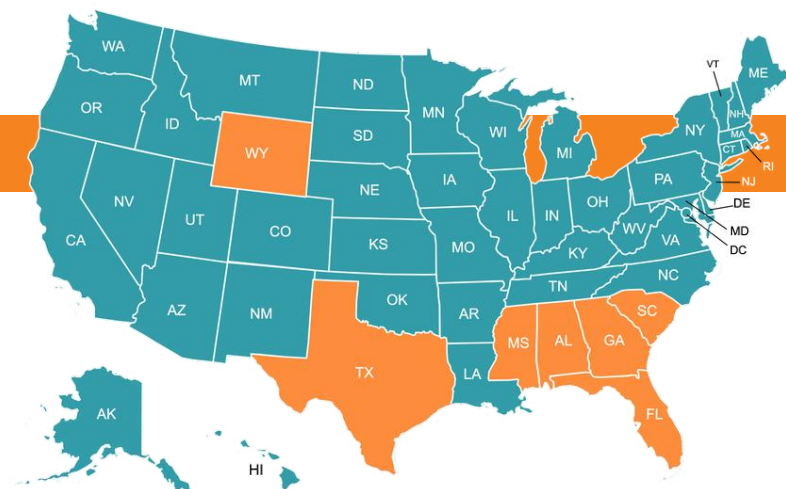 WA
MT
ND
MN
VT
ME
OR
ID
SD
WI
MI
NY
NH
MA
CT
RI
WY
NE
IA
PA
NJ
NV
UT
CO
IL
IN
OH
DE
CA
KS
MO
WV
VA
MD
DC
KY
AZ
NM
OK
AR
TN
NC
SC
TX
LA
MS
AL
GA
FL
AK
HI